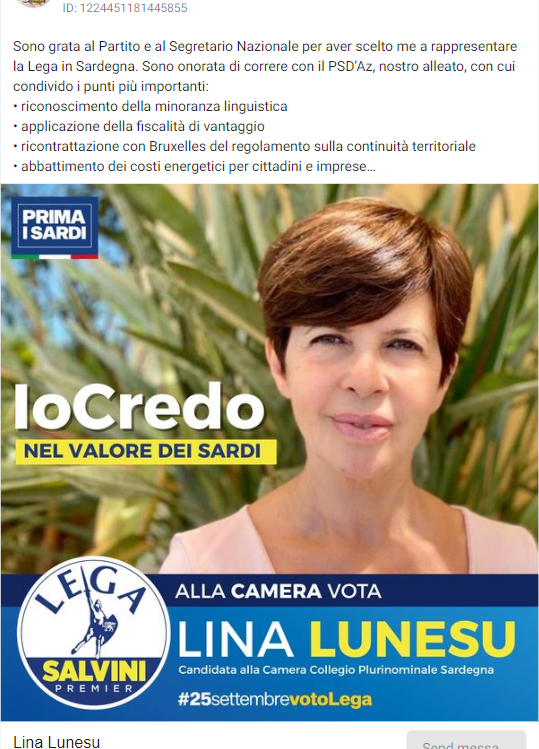 ID: 1224451181445855
Sono grata al Partito e al Segretario Nazionale per aver scelto me a rappresentare
la Lega in Sardegna. Sono onorata di correre con il PSD'Az, nostro alleato, con cui
condivido i punti più importanti:
• riconoscimento della minoranza linguistica
• applicazione della fiscalità di vantaggio
• ricontrattazione con Bruxelles del regolamento sulla continuità territoriale
• abbattimento dei costi energetici per cittadini e imprese…
PRIMA
I SARDI
IoCredo
NEL VALORE DEI SARDI
LEGA
SALVINI
PREMIER
ALLA CAMERA VOTA
LINA LUNESU
Candidata alla Camera Collegio Plurinominale Sardegna
#25settembrevotoLega
Lina Lunesu
Send messa